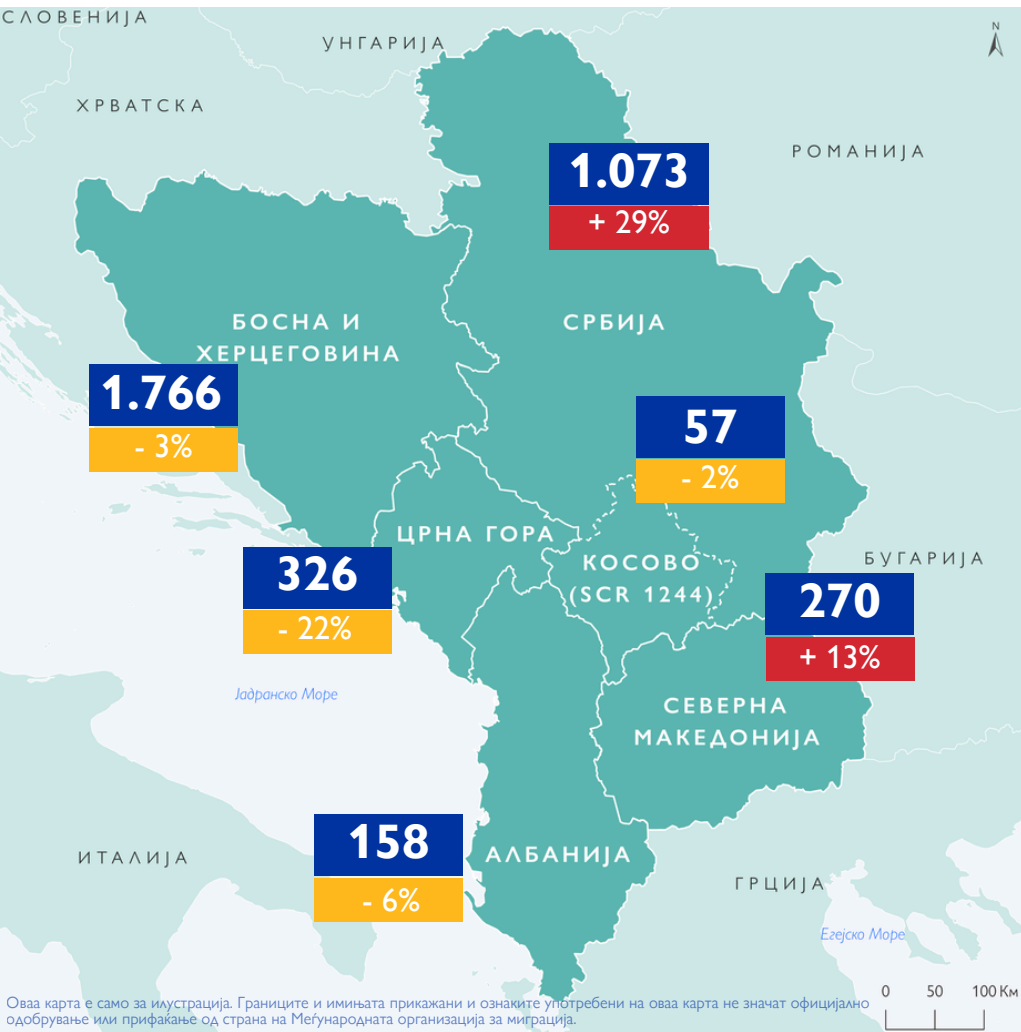 СЛОВЕНИЈА
УНГАРИЈА
N
ХРВАТСКА
РОМАНИЈА
1.073
+ 29%
БОСНА И
ХЕРЦЕГОВИНА
СРБИЈА
1.766
- 3%
57
- 2%
ЦРНА ГОРА
КОСОВО
(SCR 1244)
БУГАРИЈА
326
- 22%
270
+ 13%
Јадранско Море
СЕВЕРНА
МАКЕДОНИЈА
158
- 6%
АЛБАНИЈА
ИТАЛИЈА
ГРЦИЈА
Егејско Море
0 50 100 Км
Оваа карта е само за илустрација. Границите и имињата прикажани и ознаките употребени на оваа карта не значат официјално
одобрување или прифаќање од страна на Меѓународната организација за миграција.